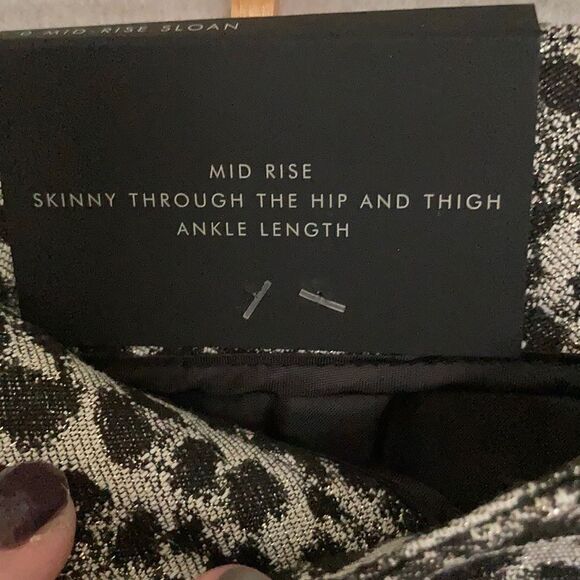 MID-RISE SLOAN
MID RISE
SKINNY THROUGH THE HIP AND THIGH
ANKLE LENGTH